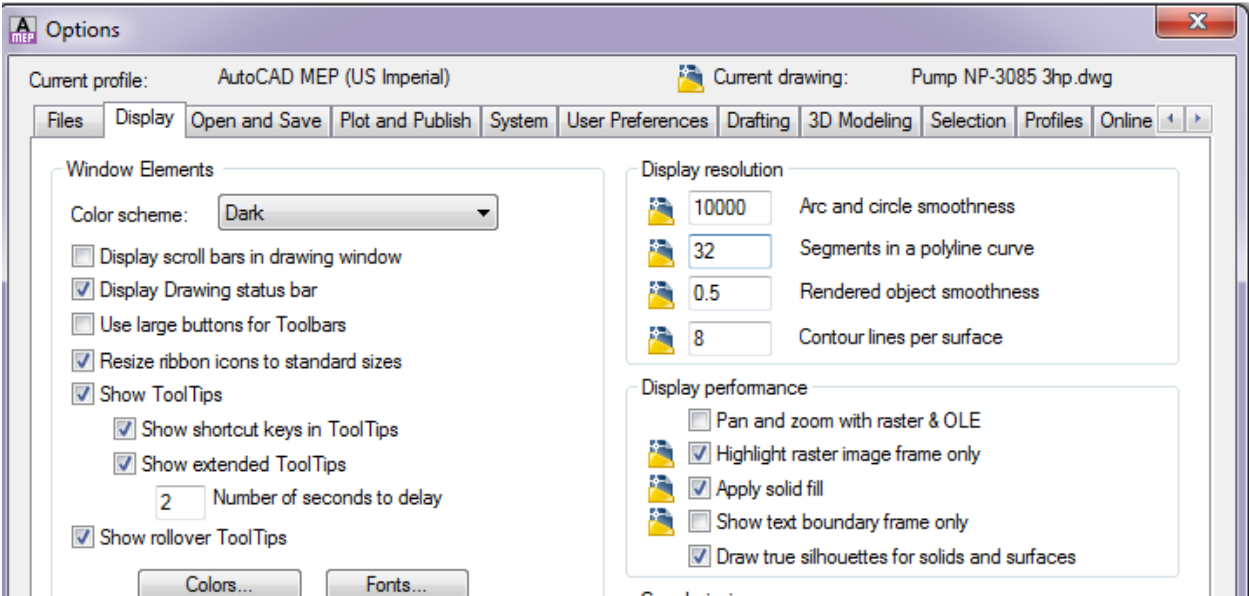 A MEP Options X
Current profile: AutoCAD MEP (US Imperial) Current drawing: Pump NP-3085 3hp.dwg
Files Display Open and Save Plot and Publish System User Preferences Drafting 3D Modeling Selection Profiles Online
Window Elements
Color scheme: Dark
Display scroll bars in drawing window
Display Drawing status bar
Use large buttons for Toolbars
Resize ribbon icons to standard sizes
Show ToolTips
Show shortcut keys in ToolTips
Show extended ToolTips
2 Number of seconds to delay
Show rollover ToolTips
Colors... Fonts...
Display resolution
10000 Arc and circle smoothness
32 Segments in a polyline curve
0.5 Rendered object smoothness
8 Contour lines per surface
Display performance
Pan and zoom with raster & OLE
Highlight raster image frame only
Apply solid fill
Show text boundary frame only
Draw true silhouettes for solids and surfaces